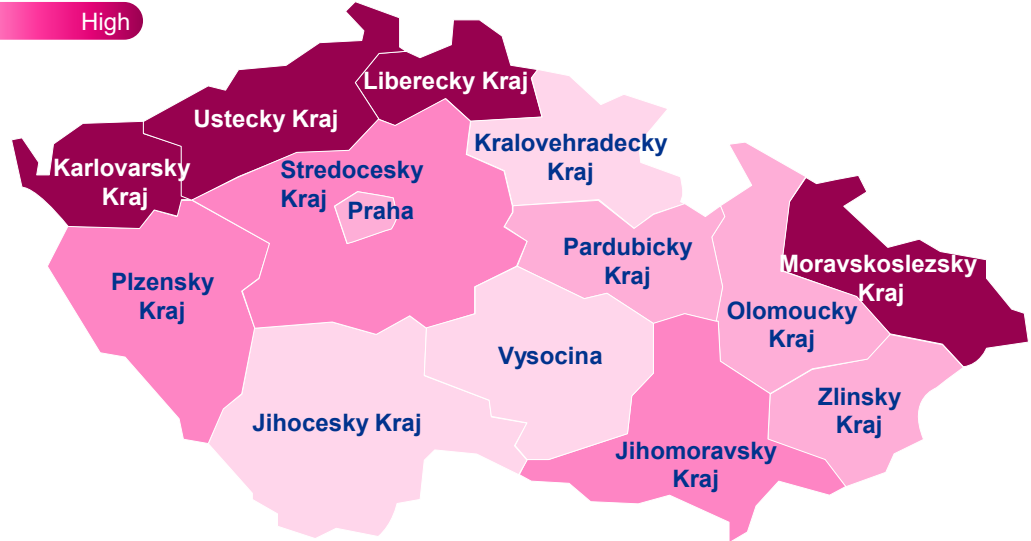 High
Liberecky Kraj
Ustecky Kraj
Kralovehradecky
Kraj
Karlovarsky
Kraj
Stredocesky
Kraj
Praha
Pardubicky
Kraj
Moravskoslezsky
Kraj
Plzensky
Kraj
Olomoucky
Kraj
Vysocina
Zlinsky
Kraj
Jihocesky Kraj
Jihomoravsky
Kraj